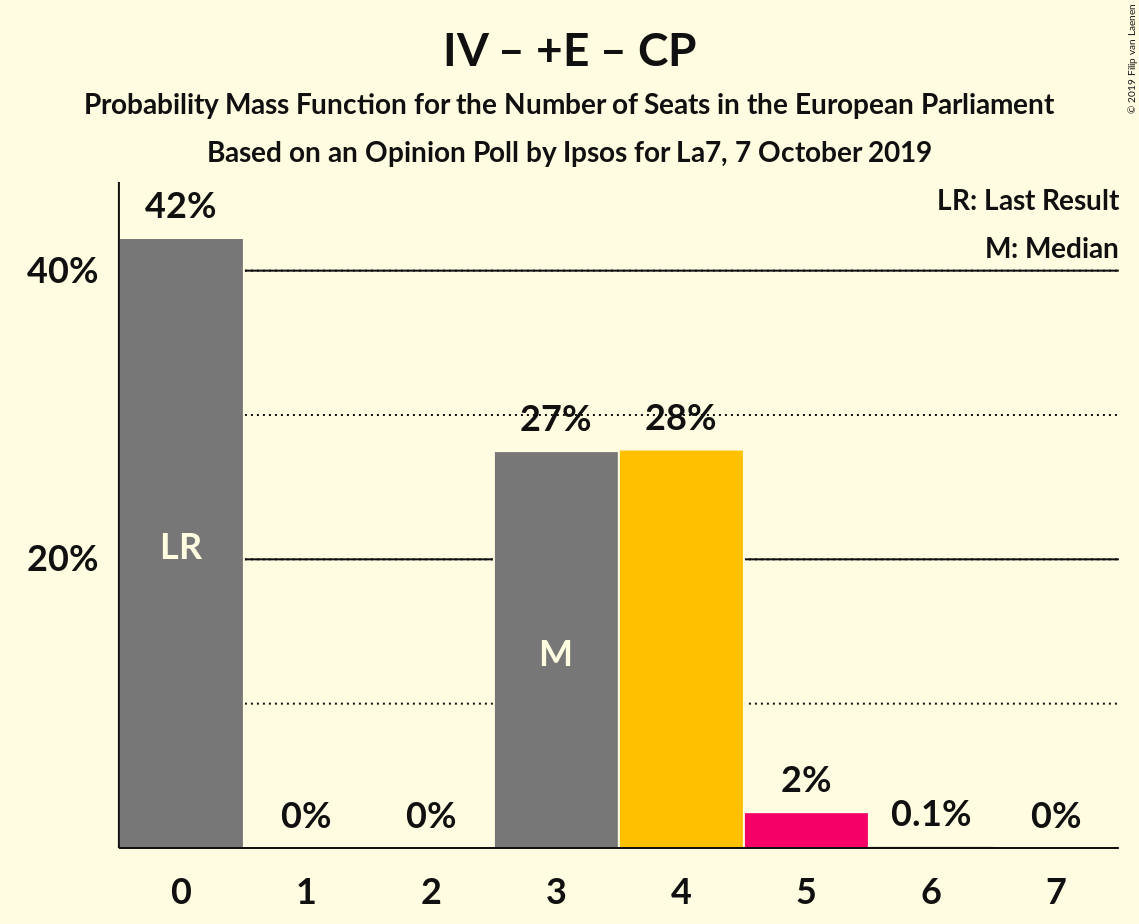 IV – +E – CP
Probability Mass Function for the Number of Seats in the European Parliament
Based on an Opinion Poll by Ipsos for La7, 7 October 2019
© 2019 Filip van Laenen
LR: Last Result
M: Median
42%
40%
27%
28%
LR
20%
M
2%
0%
0%
0.1%
0%
0
1
2
3
4
5
6
7